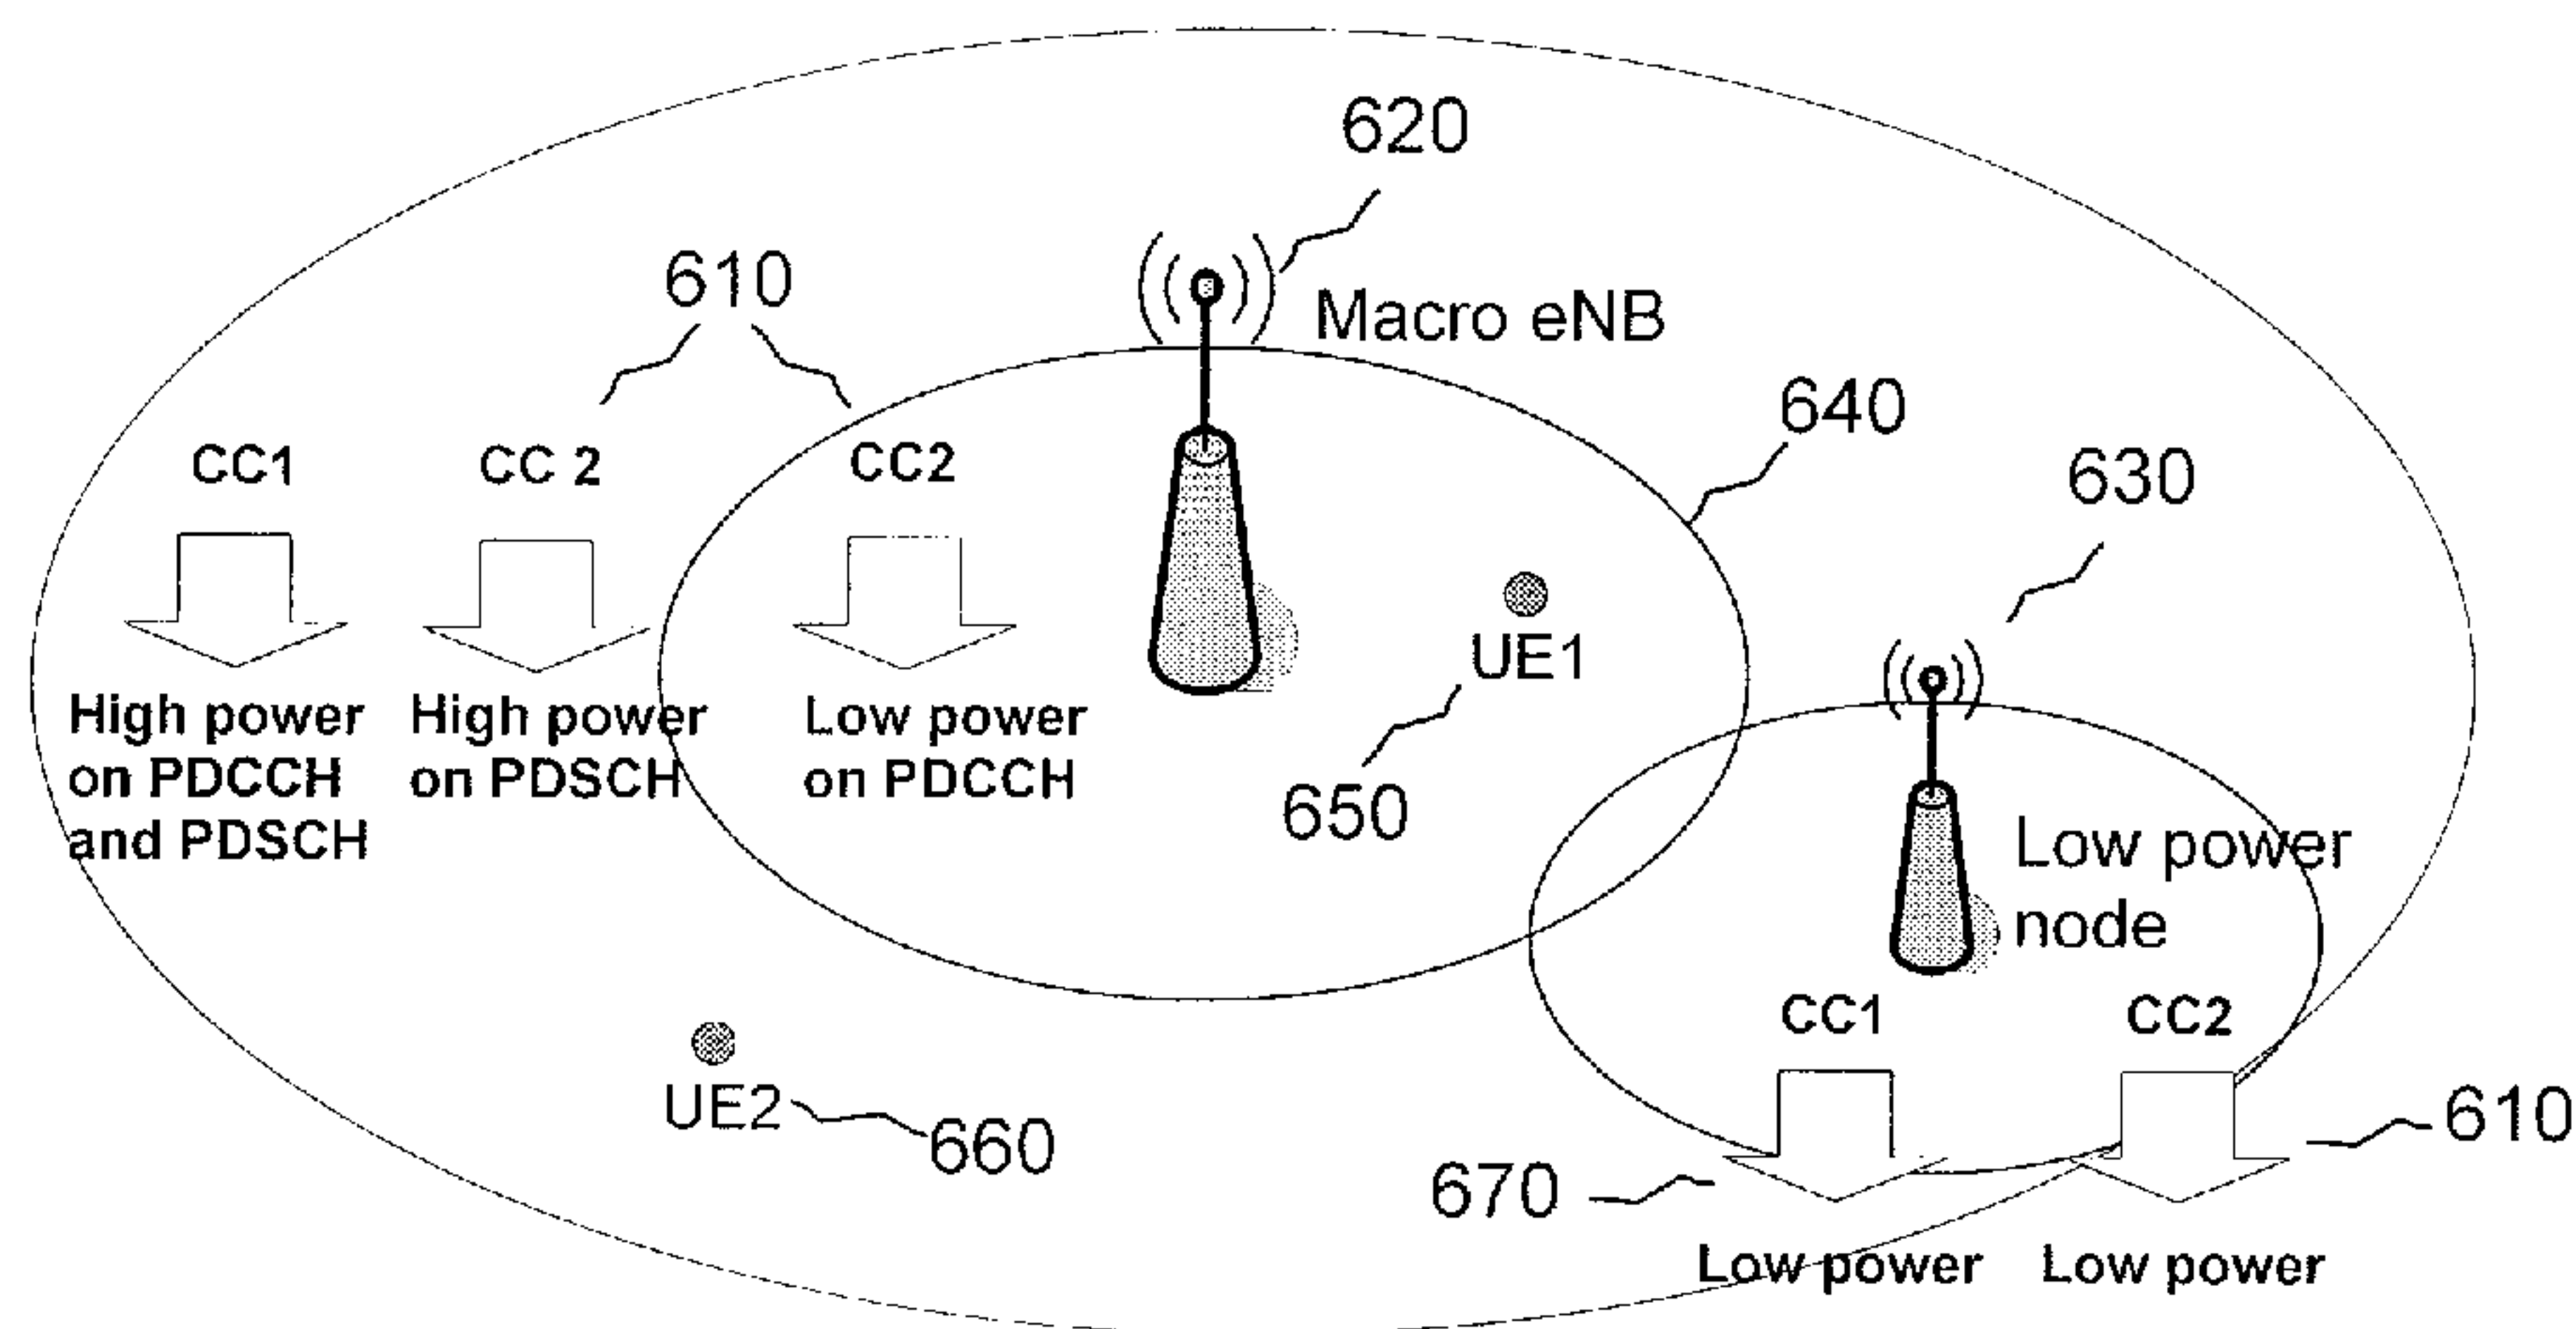 620
610
Macro eNB
640
CC1
CC 2
CC2
630
UE1
High power
on PDCCH
and PDSCH
High power
on PDSCH
Low power
on PDCCH
650
Low power
node
CC1
CC2
UE2
660
670
610
Low power
Low power